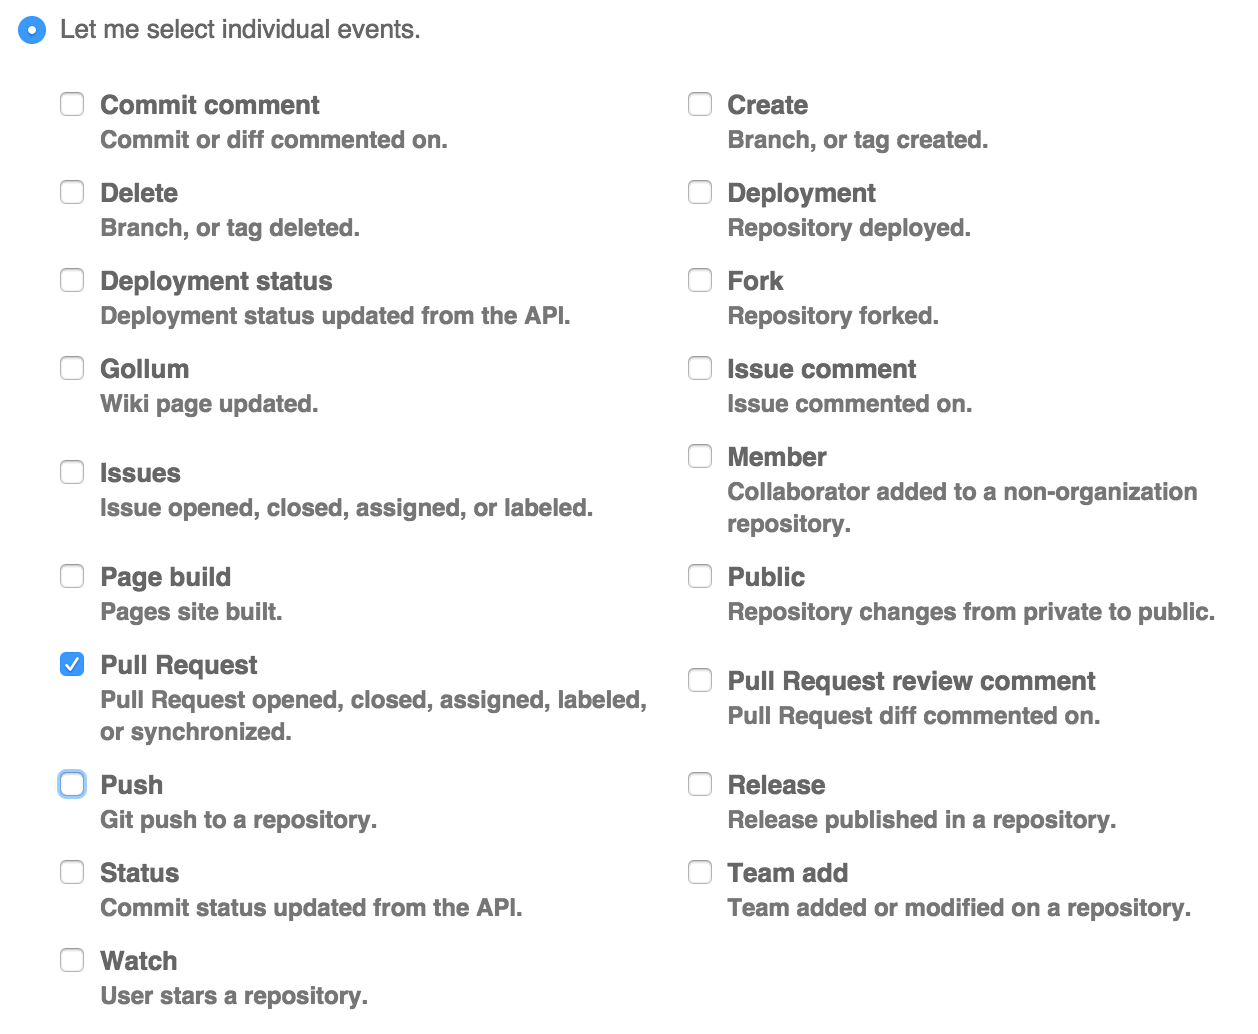 Let me select individual events.
Commit comment
Commit or diff commented on.
Create
Branch, or tag created.
Delete
Branch, or tag deleted.
Deployment
Repository deployed.
Deployment status
Deployment status updated from the API.
Fork
Repository forked.
Gollum
Wiki page updated.
Issue comment
Issue commented on.
Issues
Issue opened, closed, assigned, or labeled.
Member
Collaborator added to a non-organization
repository.
Page build
Pages site built.
Public
Repository changes from private to public.
Pull Request
Pull Request opened, closed, assigned, labeled,
or synchronized.
Pull Request review comment
Pull Request diff commented on.
Push
Git push to a repository.
Release
Release published in a repository.
Status
Commit status updated from the API.
Team add
Team added or modified on a repository.
Watch
User stars a repository.